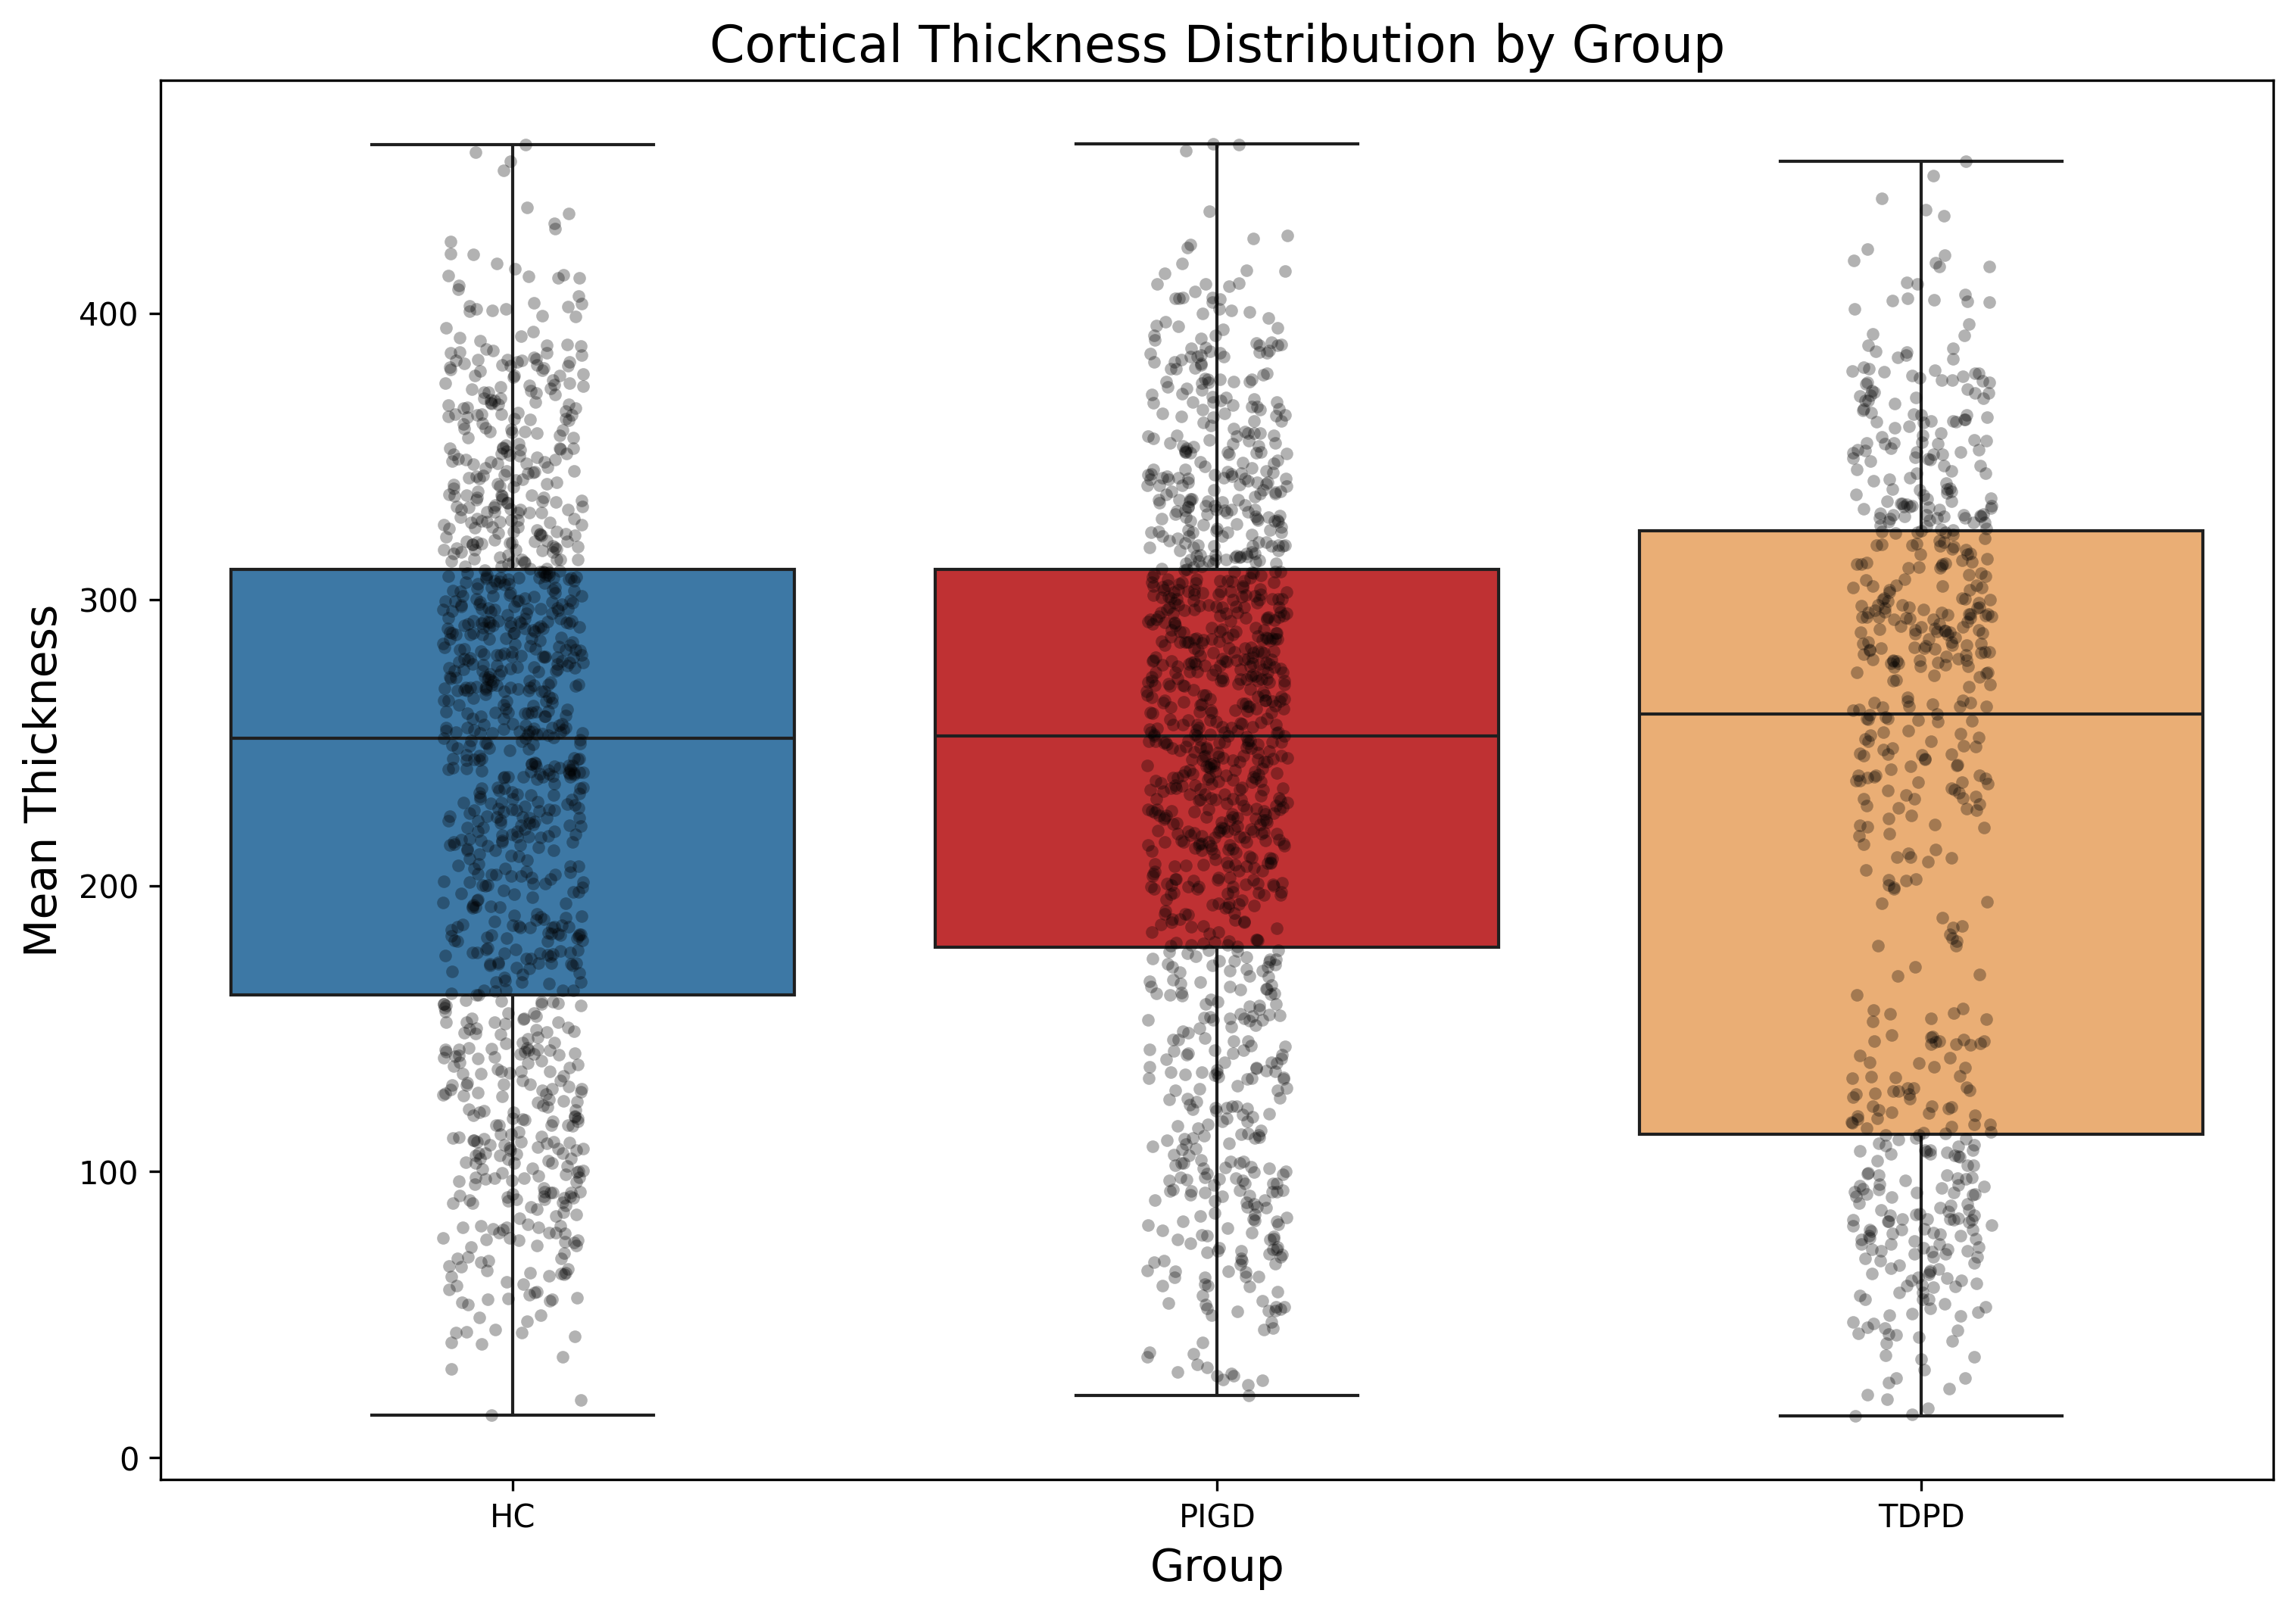 Cortical Thickness Distribution by Group
Mean Thickness
400
300
200
100
0
HC
PIGD
TDPD
Group